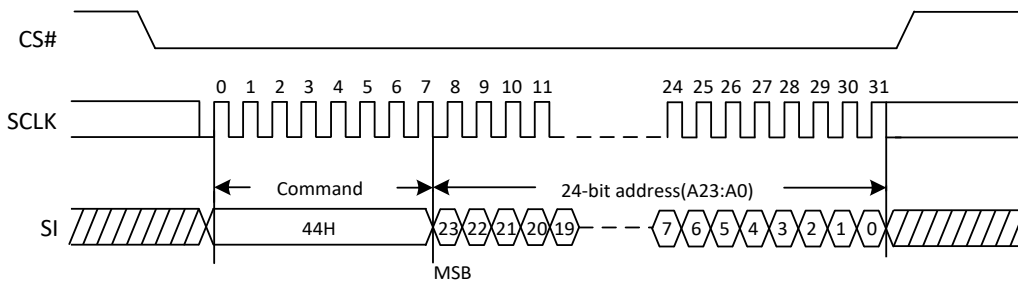 CS#
0 1 2 3 4 5 6 7 8 9 10 11 24 25 26 27 28 29 30 31
SCLK
Command 24-bit address(A23:A0)
SI 44H 23 22 21 20 19 7 6 5 4 3 2 1 0
MSB